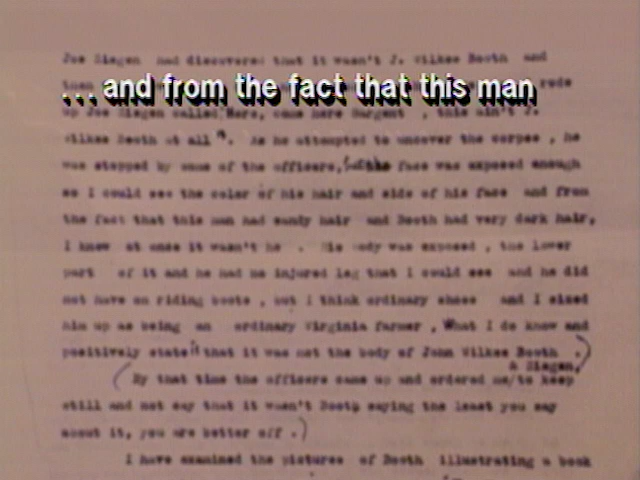 Joe Siegen had discovered that it wasn't J. Wilkes Booth and
... and from the fact that this man
rode
up Joe Siegen called, Here, come here Sargent , this ain't J.
Wilkes Booth at all ". As he attempted to uncover the corpse , he
was stopped by some of the officers, face was exposed enough
so I could see the color of his hair and side of his face and from
the fact that this man had sandy hair and Booth had very dark hair,
I knew at once it wasn't he . His body was exposed , the lower
part of it and he had no injured leg that I could see and he did
not have on riding boots , but I think ordinary shoes and I sized
him up as being an ordinary Virginia farmer , What I do know and
positively state that it was not the body of John Wilkes Booth .)
& Siegen,
(By that time the officers came up and ordered me/to keep
still and not say that it wasn't Booth saying the least you say
about it, you are better off .)
I have examined the pictures of Booth illustrating a book